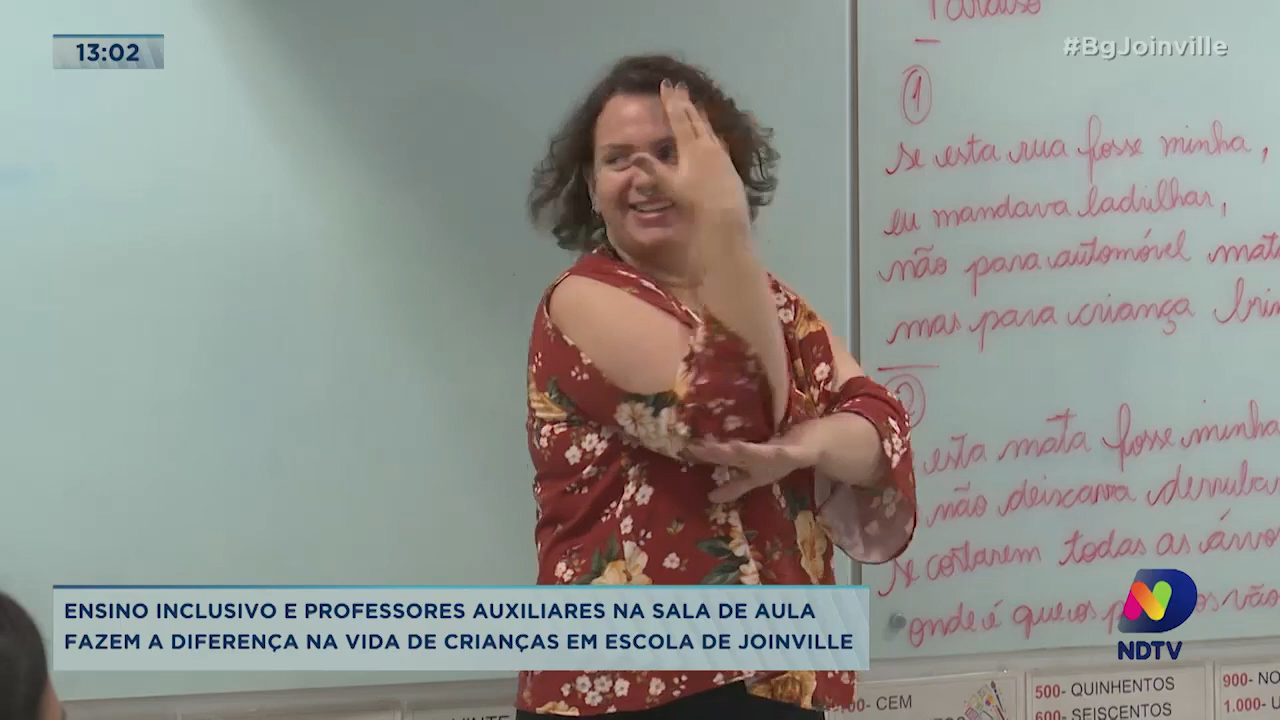 13:02
#BgJoinville
Paraíso
1
se esta rua fosse minha,
eu mandava ladrilhar,
não para automóvel
mas para criança
2
esta mata fosse minha
não deixava
se cortarem todas as
onde é que os
ENSINO INCLUSIVO E PROFESSORES AUXILIARES NA SALA DE AULA
FAZEM A DIFERENÇA NA VIDA DE CRIANÇAS EM ESCOLA DE JOINVILLE
NDTV
CEM
500- QUINHENTOS
600- SEISCENTOS
900-
1.000-